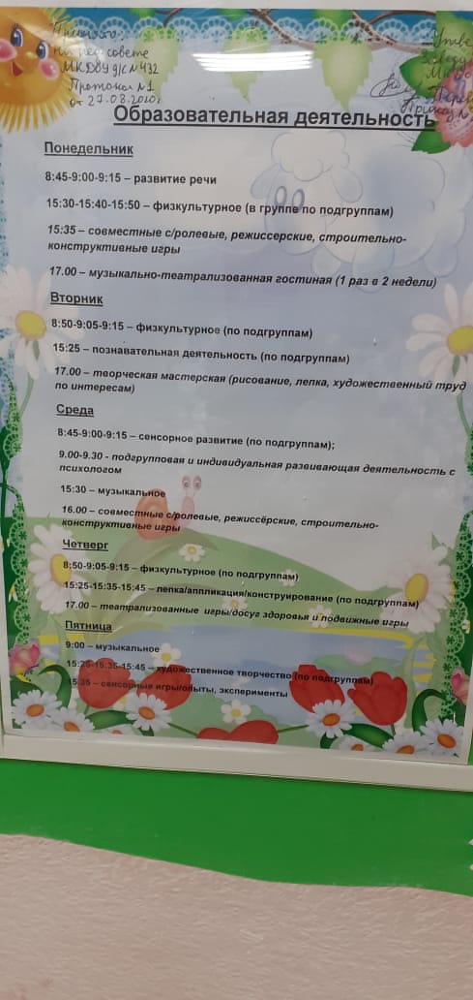 Принято:
на пед совете
МКДОУ д/с №432
Протокол №1
от 27.08.2020г
Утве
Заведу
Приказ №
Образовательная деятельность
Понедельник
8:45-9:00-9:15 – развитие речи
15:30-15:40-15:50 – физкультурное (в группе по подгруппам)
15:35 – совместные с/ролевые, режиссерские, строительно-
конструктивные игры
17.00 – музыкально-театрализованная гостиная (1 раз в 2 недели)
Вторник
8:50-9:05-9:15 – физкультурное (по подгруппам)
15:25 – познавательная деятельность (по подгруппам)
17.00 – творческая мастерская (рисование, лепка, художественный труд
по интересам)
Среда
8:45-9:00-9:15 – сенсорное развитие (по подгруппам);
9.00-9.30 - подгрупповая и индивидуальная развивающая деятельность с
психологом
15:30 – музыкальное
16.00 – совместные с/ролевые, режиссёрские, строительно-
конструктивные игры
Четверг
8:50-9:05-9:15 – физкультурное (по подгруппам)
15:25-15:35-15:45 – лепка/аппликация/конструирование (по подгруппам)
17.00 – театрализованные игры/досуг здоровья и подвижные игры
Пятница
9:00 – музыкальное
15:25-15:35-15:45 – художественное творчество (по подгруппам)
15:35 – сенсорные игры/опыты, эксперименты